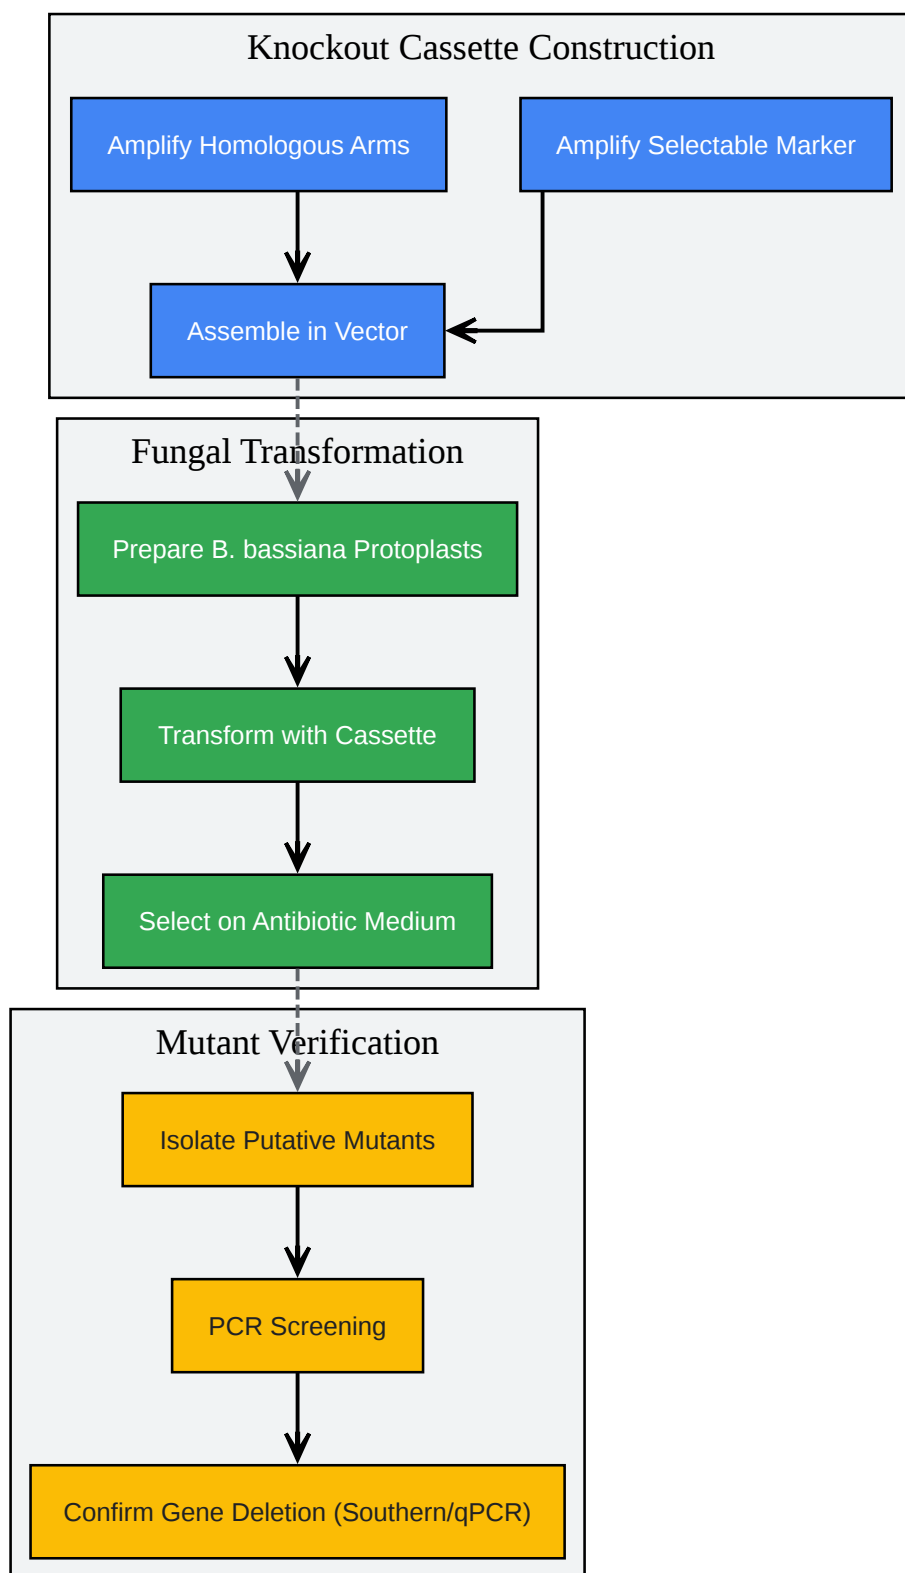 Knockout Cassette Construction
Amplify Homologous Arms
Amplify Selectable Marker
Assemble in Vector
Fungal Transformation
Prepare B. bassiana Protoplasts
Transform with Cassette
Select on Antibiotic Medium
Mutant Verification
Isolate Putative Mutants
PCR Screening
Confirm Gene Deletion (Southern/qPCR)